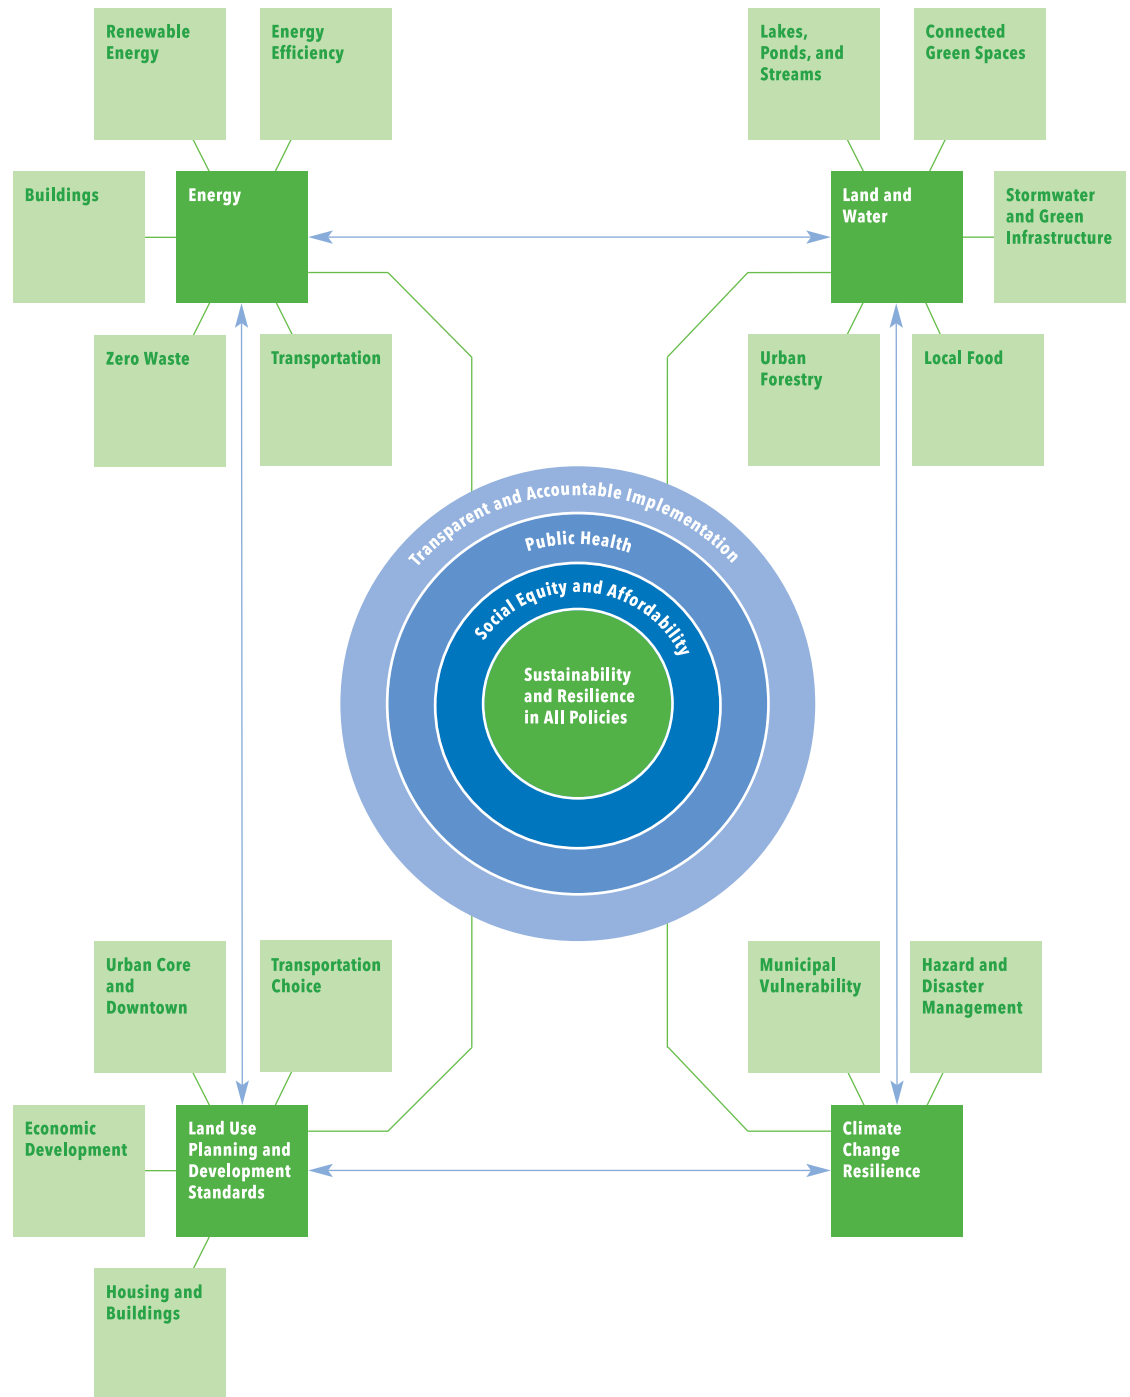 Renewable
Energy
Energy
Efficiency
Lakes,
Ponds, and
Streams
Connected
Green Spaces
Buildings
Energy
Land and
Water
Stormwater
and Green
Infrastructure
Zero Waste
Transportation
Urban
Forestry
Local Food
Transparent and Accountable Implementation
Public Health
Social Equity and Affordability
Sustainability
and Resilience
in All Policies
Urban Core
and
Downtown
Transportation
Choice
Municipal
Vulnerability
Hazard and
Disaster
Management
Economic
Development
Land Use
Planning and
Development
Standards
Climate
Change
Resilience
Housing and
Buildings